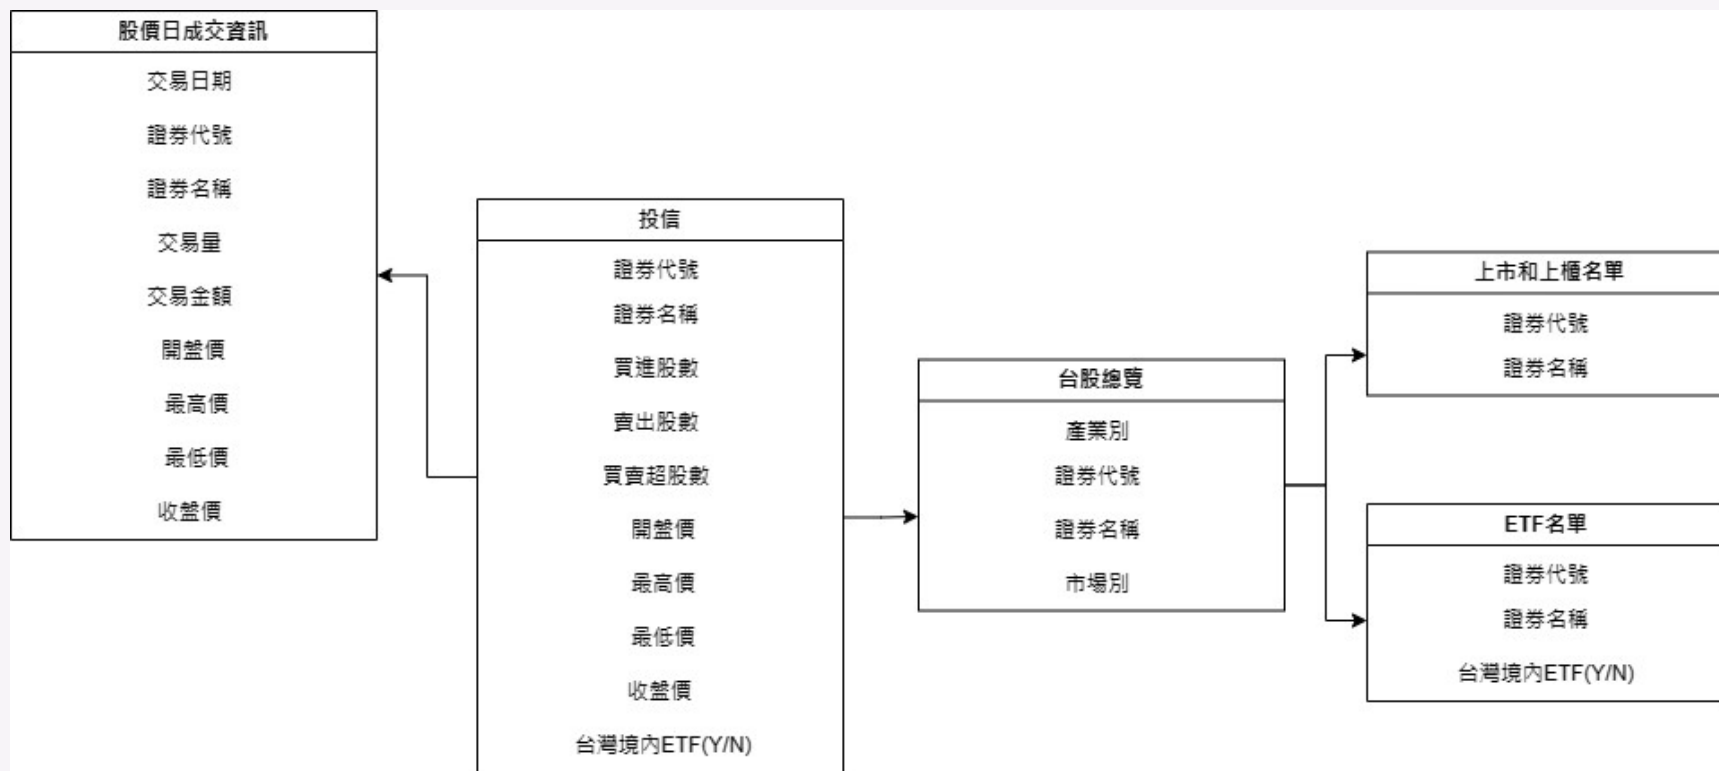 股價日成交資訊
交易日期
證券代號
證券名稱
交易量
交易金額
開盤價
最高價
最低價
收盤價
投信
證券代號
證券名稱
買進股數
賣出股數
買賣超股數
開盤價
最高價
最低價
收盤價
台灣境內ETF(Y/N)
台股總覽
產業別
證券代號
證券名稱
市場別
上市和上櫃名單
證券代號
證券名稱
ETF名單
證券代號
證券名稱
台灣境內ETF(Y/N)